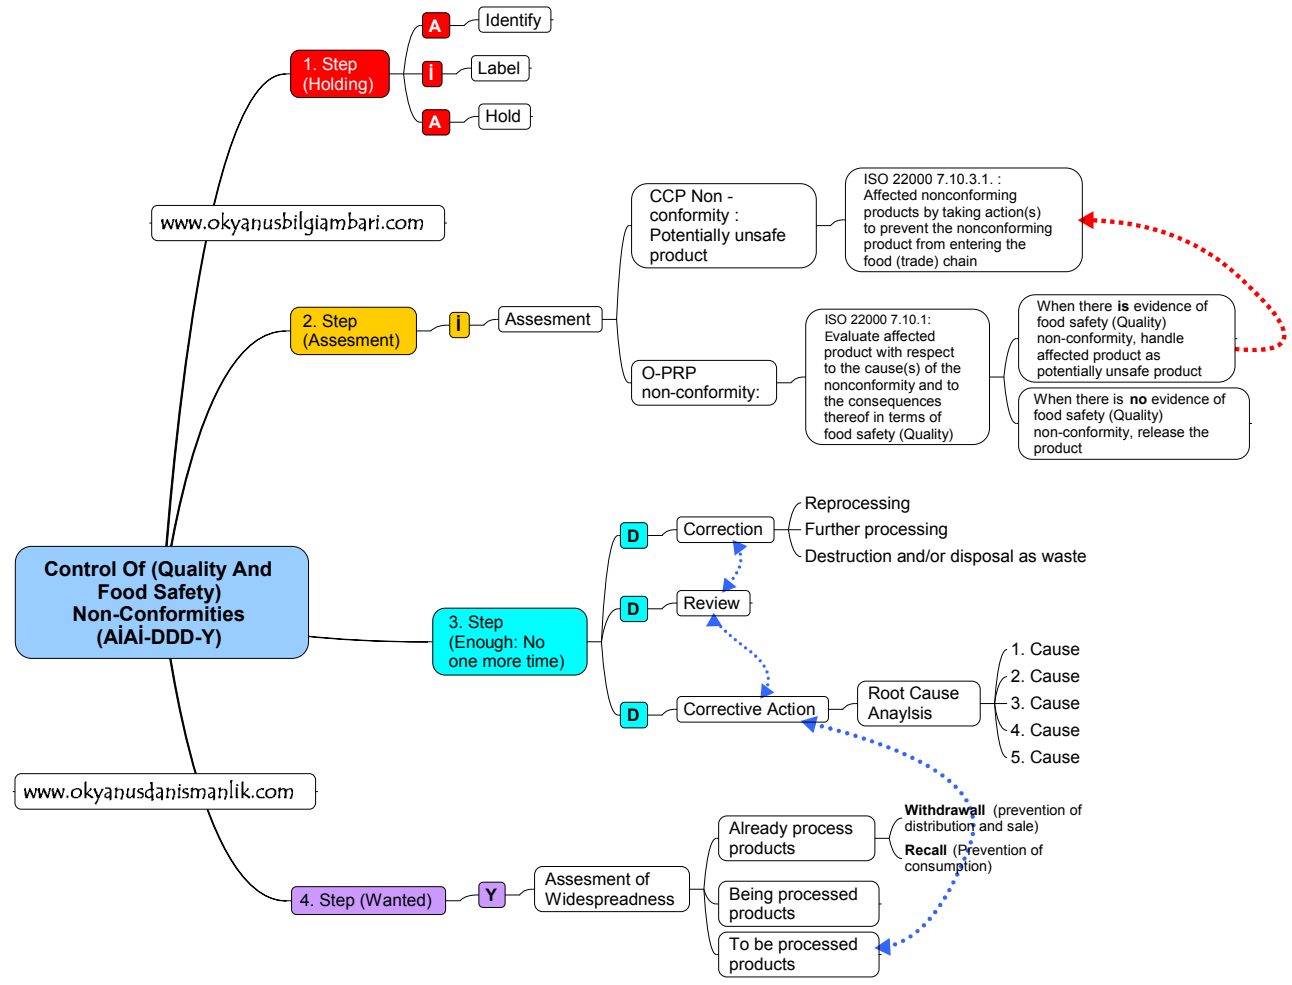 A
Identify
1. Step
(Holding)
İ
Label
A
Hold
www.okyanusbilgiambari.com
CCP Non -
conformity :
Potentially unsafe
product
ISO 22000 7.10.3.1. :
Affected nonconforming
products by taking action(s)
to prevent the nonconforming
product from entering the
food (trade) chain
2. Step
(Assesment)
İ
Assesment
O-PRP
non-conformity:
ISO 22000 7.10.1:
Evaluate affected
product with respect
to the cause(s) of the
nonconformity and to
the consequences
thereof in terms of
food safety (Quality)
When there is evidence of
food safety (Quality)
non-conformity, handle
affected product as
potentially unsafe product
When there is no evidence of
food safety (Quality)
non-conformity, release the
product
Control Of (Quality And
Food Safety)
Non-Conformities
(AİAİ-DDD-Y)
3. Step
(Enough: No
one more time)
D
Correction
Reprocessing
Further processing
Destruction and/or disposal as waste
D
Review
D
Corrective Action
Root Cause
Anaylsis
1. Cause
2. Cause
3. Cause
4. Cause
5. Cause
www.okyanusdanismanlik.com
4. Step (Wanted)
Y
Assesment of
Widespreadness
Already process
products
Withdrawall (prevention of
distribution and sale)
Recall (Prevention of
consumption)
Being processed
products
To be processed
products